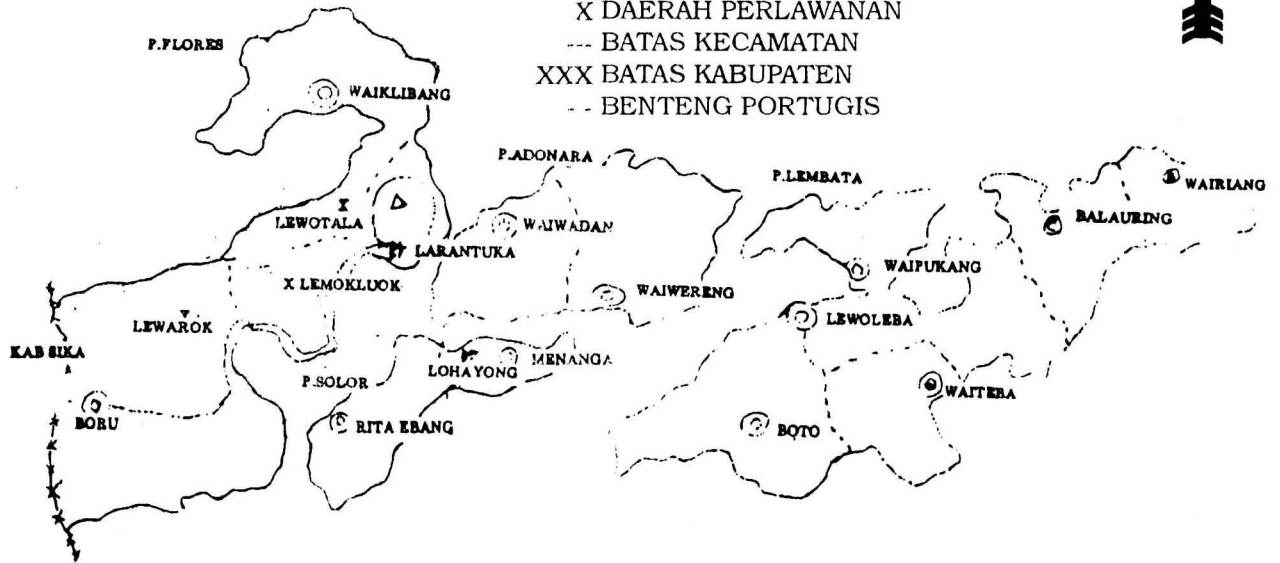 X DAERAH PERLAWANAN
--- BATAS KECAMATAN
XXX BATAS KABUPATEN
-- BENTENG PORTUGIS
P.FLORES
WAIKLIBANG
P.ADONARA
P.LEMBATA
WAIRIANG
X
LEWOTALA
WAIWADAN
BALAURING
LARANTUKA
WAIPUKANG
X LEMOKLUOK
WAIWERENG
LEWOLEBA
LEWAROK
KAB SIKA
LOHAYONG
MENANGA
P.SOLOR
WAITEBA
BORU
RITA EBANG
BOTO